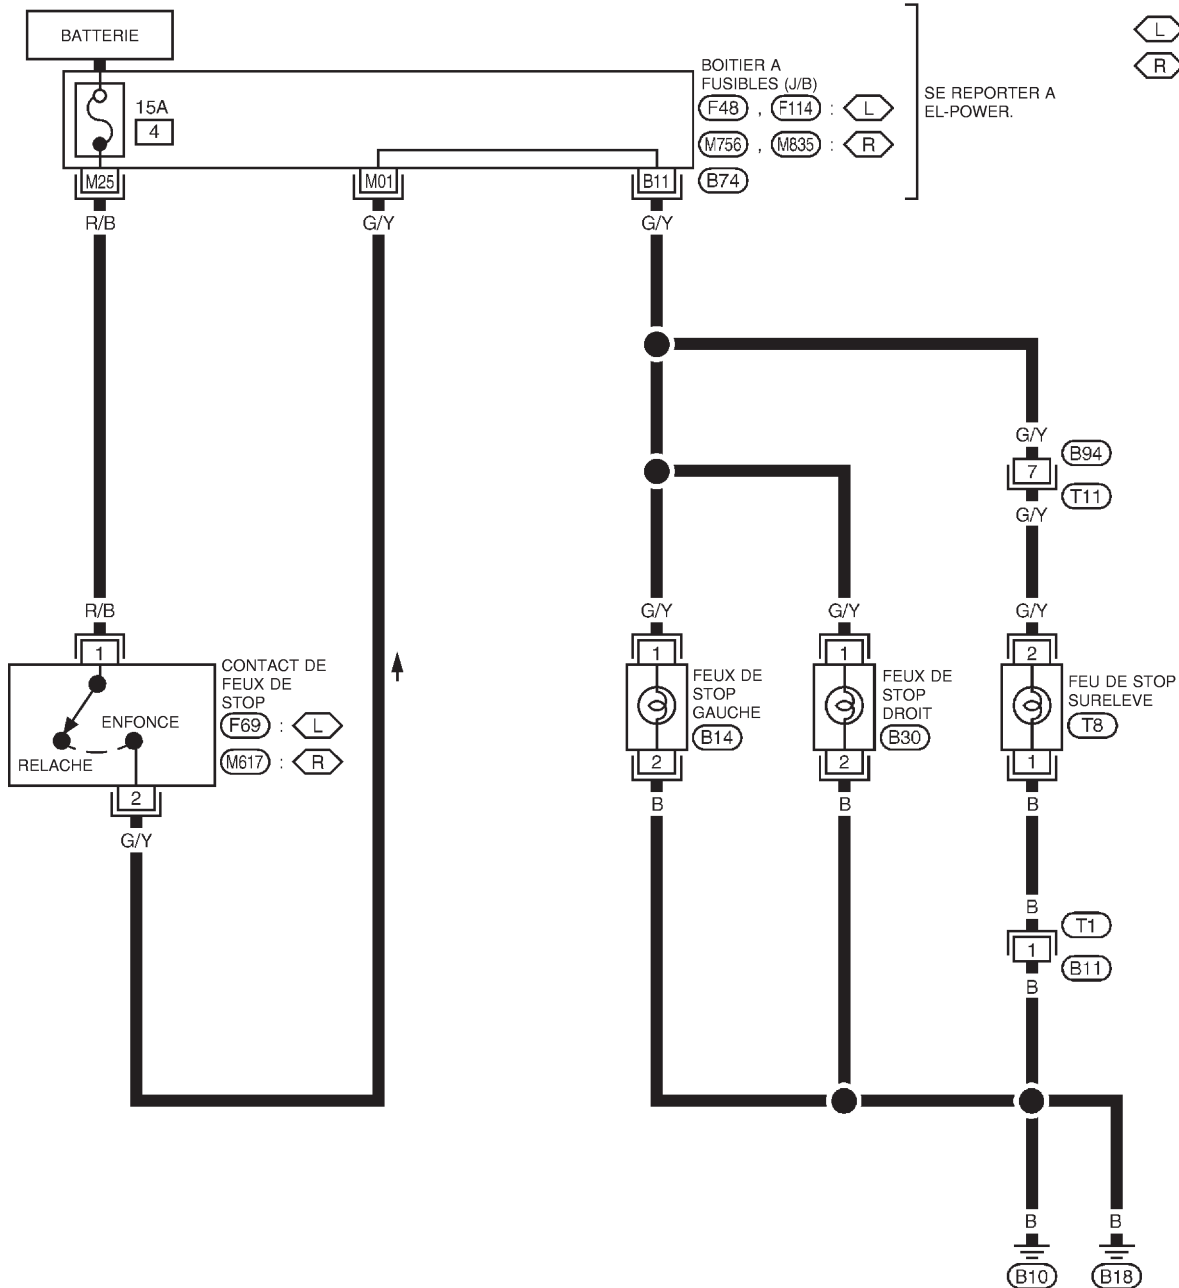 BATTERIE
15A
4
BOITIER A
FUSIBLES (J/B)
F48 , F114 : L
M756 , M835 : R
B74
SE REPORTER A
EL-POWER.
L
R
M25
M01
B11
R/B
G/Y
G/Y
G/Y
B94
7
T11
G/Y
R/B
G/Y
G/Y
G/Y
1
CONTACT DE
FEUX DE
STOP
F69 : L
M617 : R
ENFONCE
RELACHE
2
G/Y
1
FEUX DE
STOP
GAUCHE
B14
2
B
1
FEUX DE
STOP
DROIT
B30
2
B
2
FEU DE STOP
SURELEVE
T8
1
B
B
T1
1
B11
B
B
B
B10
B18